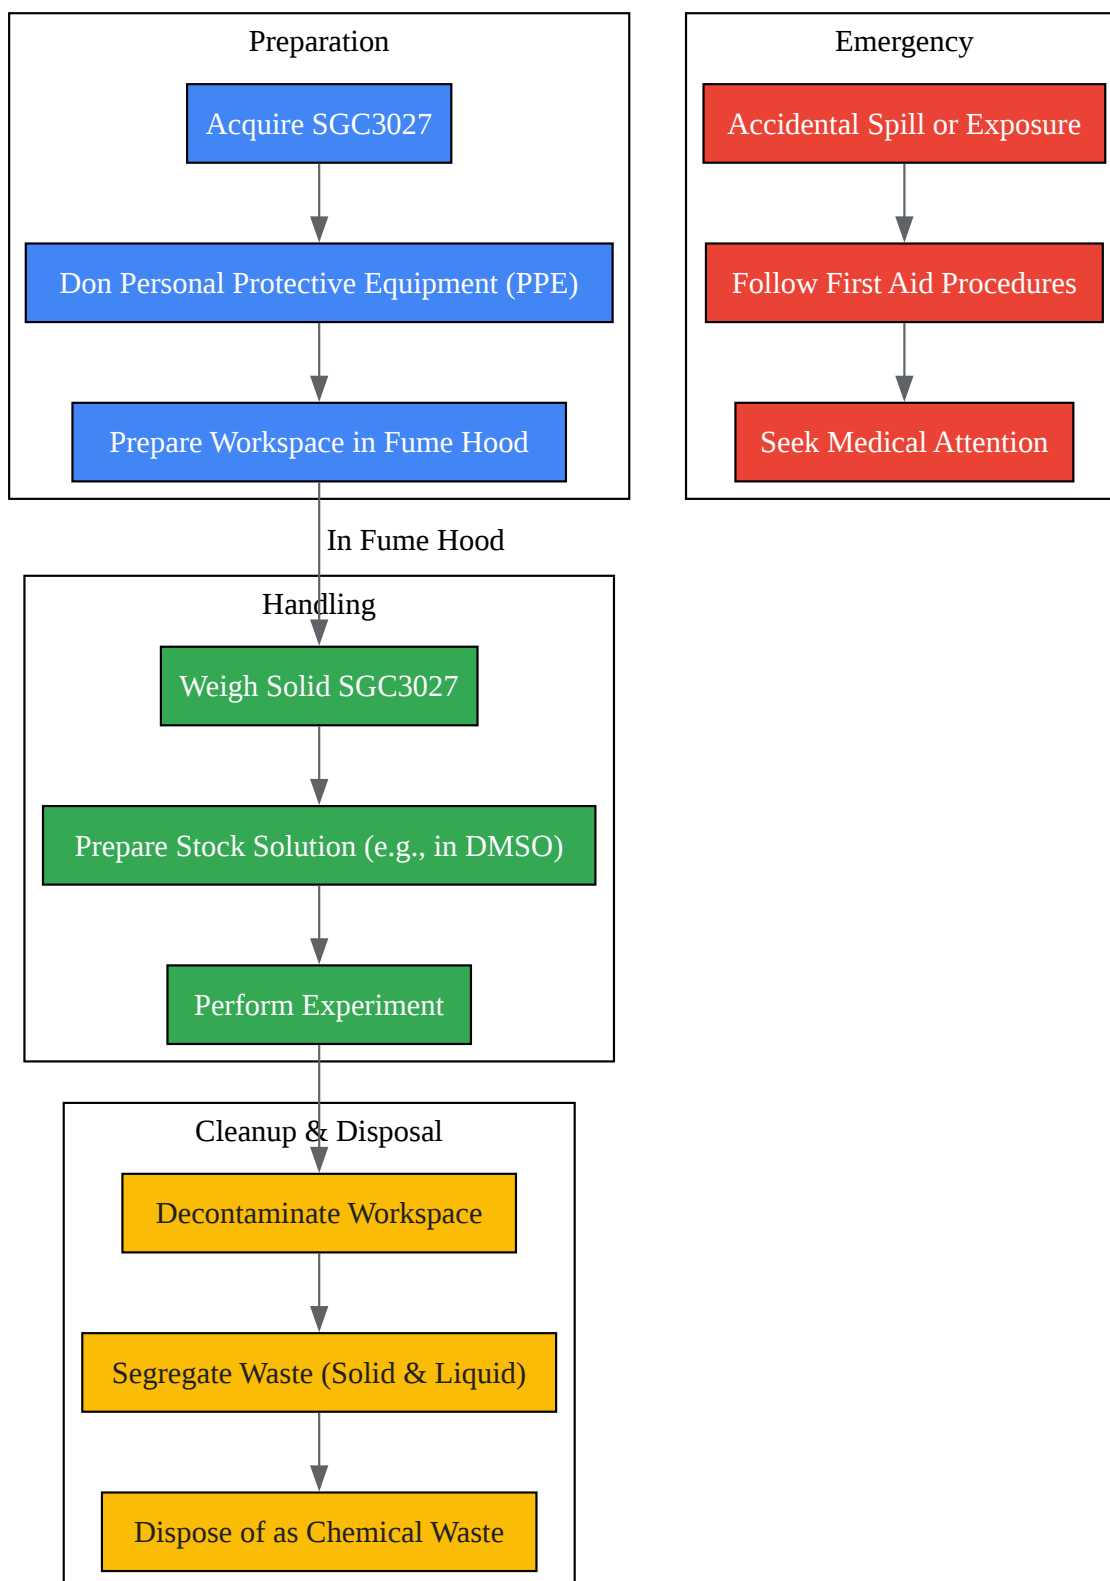 Preparation
Acquire SGC3027
Don Personal Protective Equipment (PPE)
Prepare Workspace in Fume Hood
In Fume Hood
Handling
Weigh Solid SGC3027
Prepare Stock Solution (e.g., in DMSO)
Perform Experiment
Cleanup & Disposal
Decontaminate Workspace
Segregate Waste (Solid & Liquid)
Dispose of as Chemical Waste
Emergency
Accidental Spill or Exposure
Follow First Aid Procedures
Seek Medical Attention